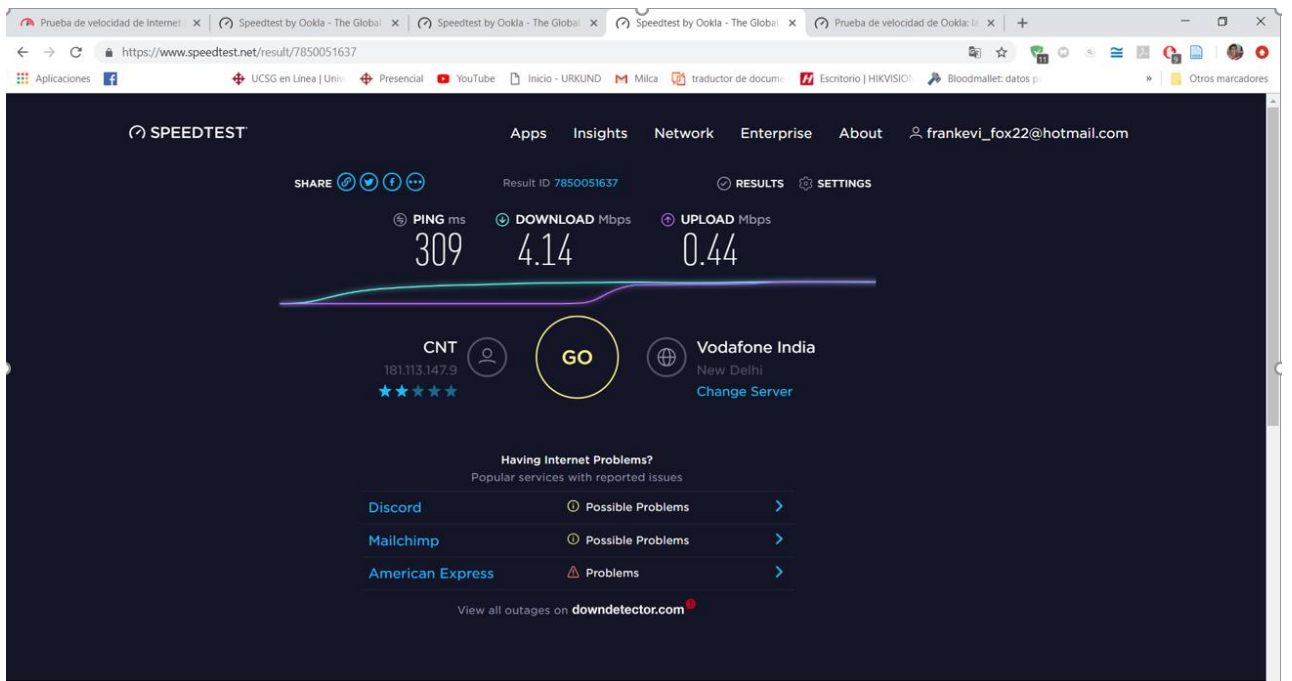 Prueba de velocidad de Internet Speedtest by Ookla - The Global Speedtest by Ookla - The Global Speedtest by Ookla - The Global Prueba de velocidad de Ookla: la
https://www.speedtest.net/result/7850051637
Aplicaciones UCSG en Línea | Univ Presencial YouTube Inicio - URKUND Milca traductor de docume Escritorio | HIKVISION Bloodmallet: datos p » Otros marcadores
SPEEDTEST Apps Insights Network Enterprise About frankevi_fox22@hotmail.com
SHARE Result ID 7850051637 RESULTS SETTINGS
PING ms DOWNLOAD Mbps UPLOAD Mbps
309 4.14 0.44
CNT GO Vodafone India
181.113.147.9 New Delhi
Change Server
Having Internet Problems?
Popular services with reported issues
Discord Possible Problems
Mailchimp Possible Problems
American Express Problems
View all outages on downdetector.com